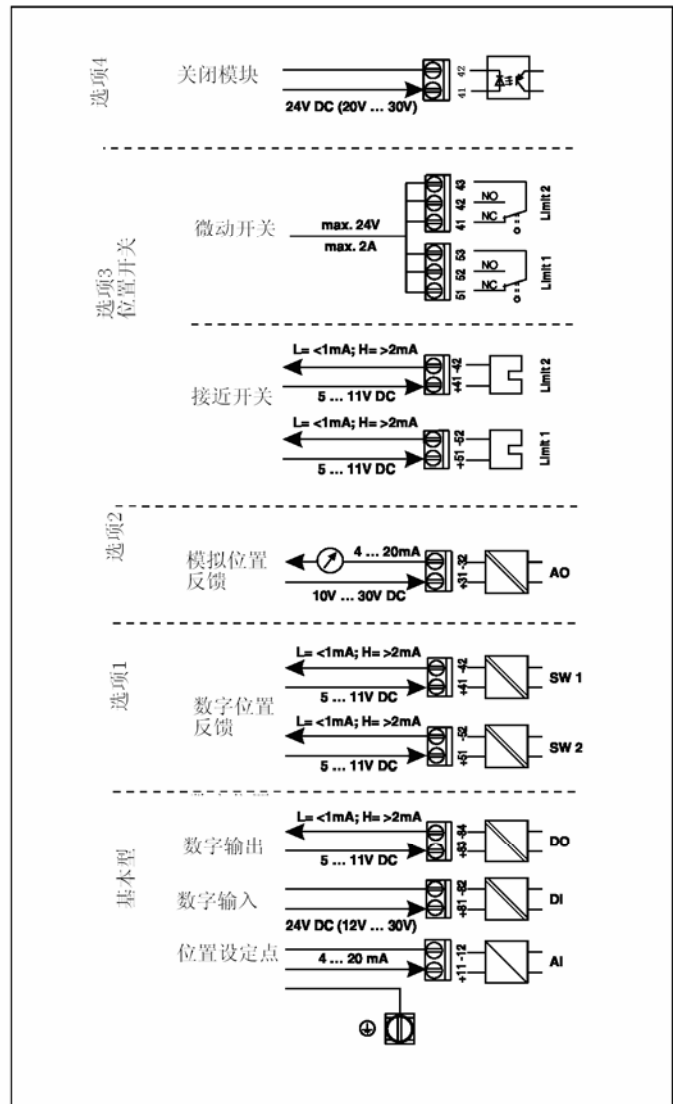 选项4
关闭模块
42
41
24V DC (20V ... 30V)
选项3
位置开关
微动开关
max. 24V
max. 2A
43
42
41
NO
NC
Limit 2
53
52
51
NO
NC
Limit 1
接近开关
L= <1mA; H= >2mA
5 ... 11V DC
+41 -42
Limit 2
L= <1mA; H= >2mA
5 ... 11V DC
+51 -52
Limit 1
选项2
模拟位置
反馈
4 ... 20mA
10V ... 30V DC
+31 -32
AO
选项1
数字位置
反馈
L= <1mA; H= >2mA
5 ... 11V DC
+41 -42
SW 1
L= <1mA; H= >2mA
5 ... 11V DC
+51 -52
SW 2
基本型
数字输出
L= <1mA; H= >2mA
5 ... 11V DC
+83 -84
DO
数字输入
24V DC (12V ... 30V)
+81 -82
DI
位置设定点
4 ... 20 mA
+11 -12
AI